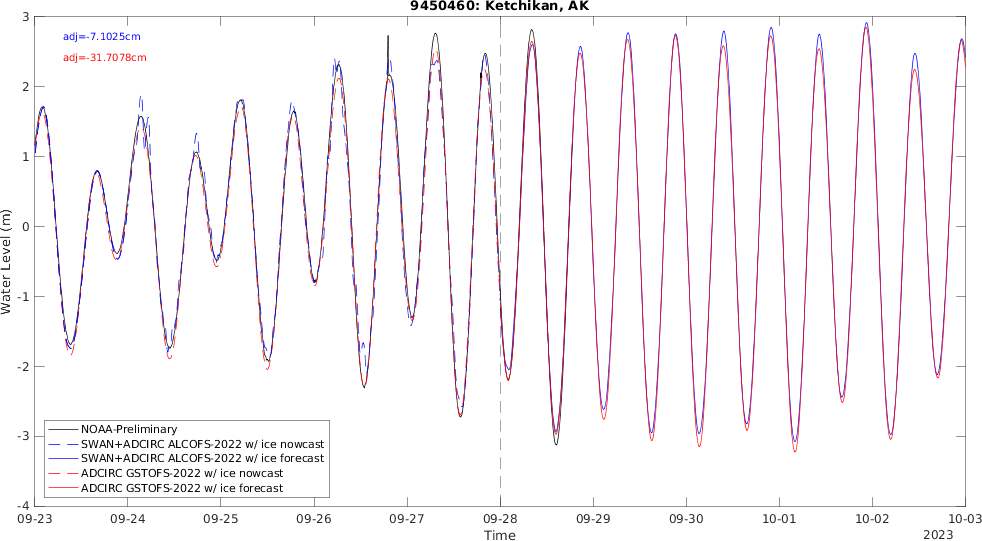 9450460: Ketchikan, AK
adj=-7.1025cm
adj=-31.7078cm
3
2
1
0
-1
-2
-3
-4
Water Level (m)
NOAA-Preliminary
SWAN+ADCIRC ALCOFS-2022 w/ ice nowcast
SWAN+ADCIRC ALCOFS-2022 w/ ice forecast
ADCIRC GSTOFS-2022 w/ ice nowcast
ADCIRC GSTOFS-2022 w/ ice forecast
09-23 09-24 09-25 09-26 09-27 09-28 09-29 09-30 10-01 10-02 10-03
Time
2023